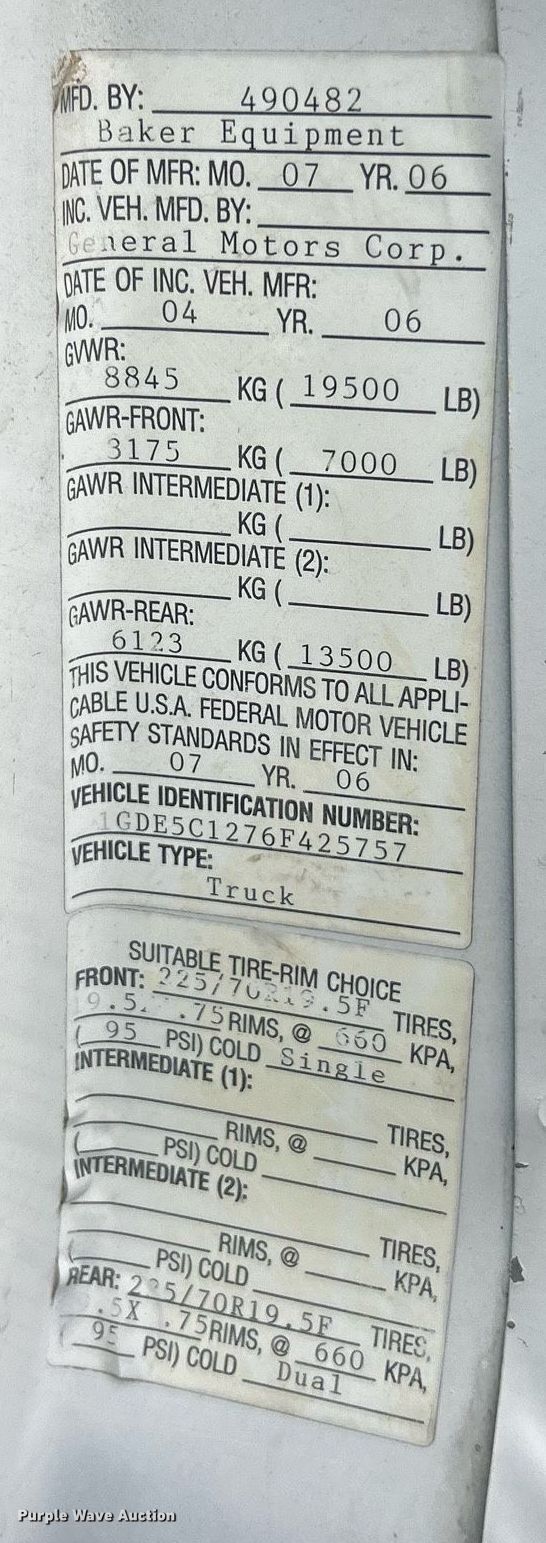 MFD. BY: 490482
Baker Equipment
DATE OF MFR: MO. 07 YR. 06
INC. VEH. MFD. BY:
General Motors Corp.
DATE OF INC. VEH. MFR:
MO. 04 YR. 06
GVWR:
8845 KG ( 19500 LB)
GAWR-FRONT:
3175 KG ( 7000 LB)
GAWR INTERMEDIATE (1):
KG ( LB)
GAWR INTERMEDIATE (2):
KG ( LB)
GAWR-REAR:
6123 KG ( 13500 LB)
THIS VEHICLE CONFORMS TO ALL APPLI-
CABLE U.S.A. FEDERAL MOTOR VEHICLE
SAFETY STANDARDS IN EFFECT IN:
MO. 07 YR. 06
VEHICLE IDENTIFICATION NUMBER:
1GDE5C1276F425757
VEHICLE TYPE:
Truck
SUITABLE TIRE-RIM CHOICE
FRONT: 225/70R19.5F TIRES,
RIMS, @ 660 KPA,
( 95 PSI) COLD Single
INTERMEDIATE (1):
TIRES,
RIMS, @ KPA,
( PSI) COLD
INTERMEDIATE (2):
TIRES,
RIMS, @ KPA,
( PSI) COLD
REAR: 225/70R19.5F TIRES,
RIMS, @ 660 KPA,
( 95 PSI) COLD Dual
Purple Wave Auction